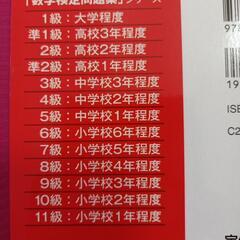 「数学検定問題集」シリーズ
1級：大学程度
準1級：高校3年程度
2級：高校2年程度
準2級：高校1年程度
3級：中学校3年程度
4級：中学校2年程度
5級：中学校1年程度
6級：小学校6年程度
7級：小学校5年程度
8級：小学校4年程度
9級：小学校3年程度
10級：小学校2年程度
11級：小学校1年程度
97
19
ISE
C2